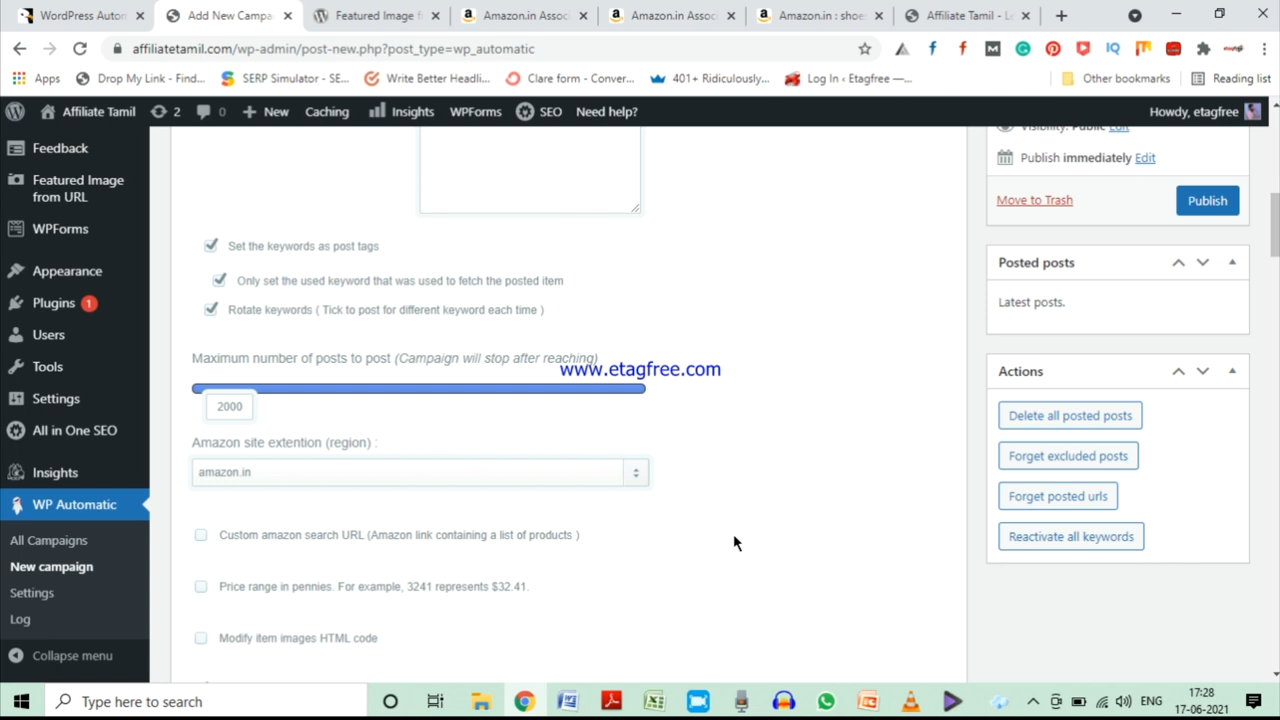 WordPress Autom
Add New Campa
Featured Image f
Amazon.in Assoc
Amazon.in Assoc
Amazon.in : shoe
Affiliate Tamil - L
affiliatetamil.com/wp-admin/post-new.php?post_type=wp_automatic
Apps
Drop My Link - Find...
SERP Simulator - SE...
Write Better Headli...
Clare form - Conver...
401+ Ridiculously...
Log In ‹ Etagfree —...
Other bookmarks
Reading list
Affiliate Tamil
2
0
New
Caching
Insights
WPForms
SEO
Need help?
Howdy, etagfree
Feedback
Featured Image
from URL
WPForms
Appearance
Plugins 1
Users
Tools
Settings
All in One SEO
Insights
WP Automatic
All Campaigns
New campaign
Settings
Log
Collapse menu
Set the keywords as post tags
Only set the used keyword that was used to fetch the posted item
Rotate keywords ( Tick to post for different keyword each time )
Maximum number of posts to post (Campaign will stop after reaching)
www.etagfree.com
2000
Amazon site extention (region) :
amazon.in
Custom amazon search URL (Amazon link containing a list of products )
Price range in pennies. For example, 3241 represents $32.41.
Modify item images HTML code
Visibility: Public Edit
Publish immediately Edit
Move to Trash
Publish
Posted posts
Latest posts.
Actions
Delete all posted posts
Forget excluded posts
Forget posted urls
Reactivate all keywords
Type here to search
ENG
17:28
17-06-2021